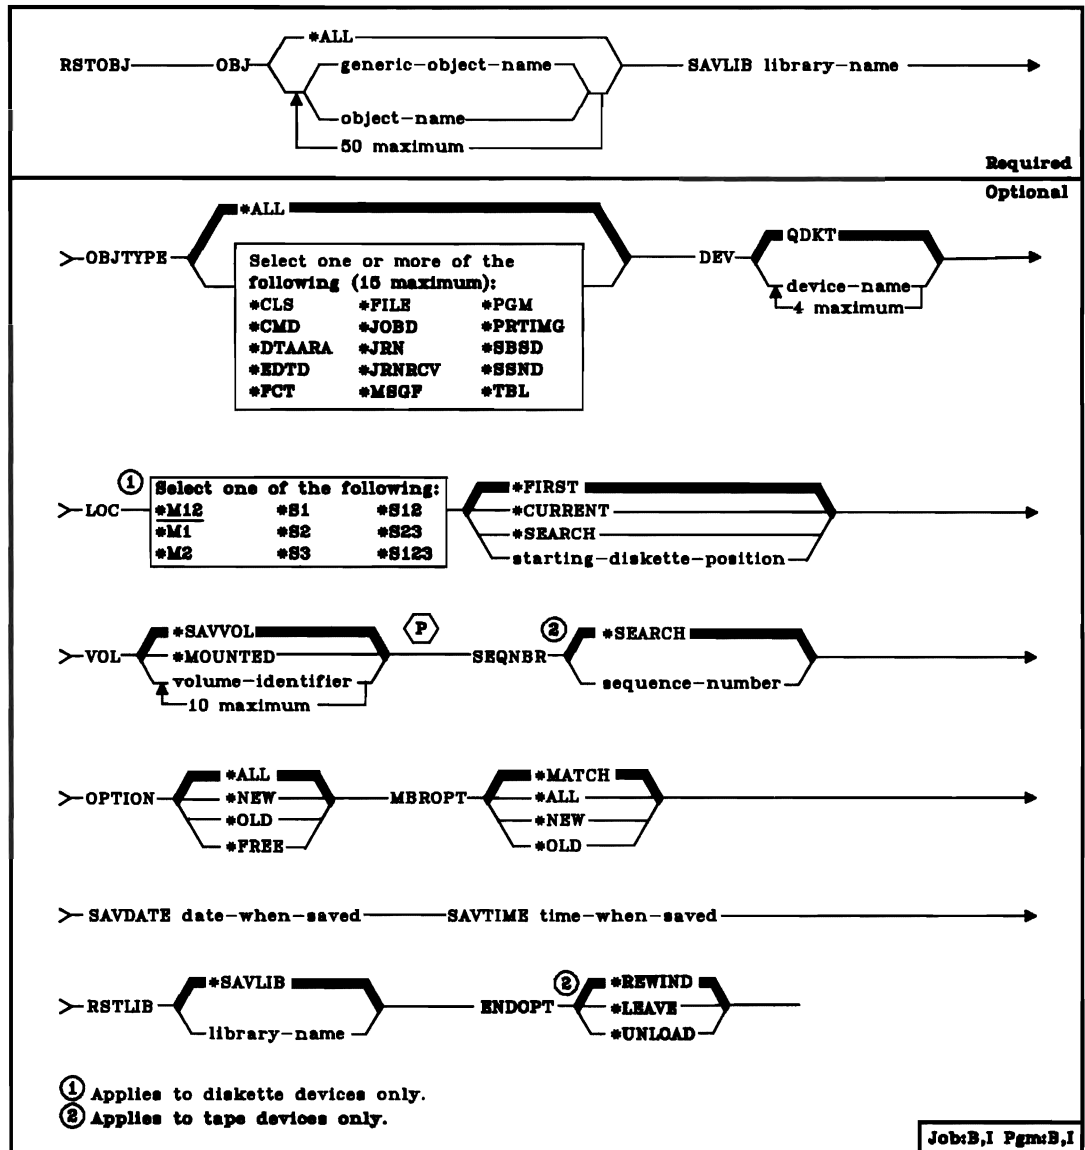 *ALL
RSTOBJ OBJ generic-object-name SAVLIB library-name
object-name
50 maximum
Required
Optional
*ALL QDKT
OBJTYPE Select one or more of the DEV
following (15 maximum): device-name
*CLS *FILE *PGM 4 maximum
*CMD *JOBD *PRTIMG
*DTAARA *JRN *SBSD
*EDTD *JRNRCV *SSND
*FCT *MSGF *TBL
1 Select one of the following: *FIRST
LOC *M12 *S1 *S12 *CURRENT
*M1 *S2 *S23 *SEARCH
*M2 *S3 *S123 starting-diskette-position
*SAVVOL P 2 *SEARCH
VOL *MOUNTED SEQNBR
volume-identifier sequence-number
10 maximum
*ALL *MATCH
OPTION *NEW MBROPT *ALL
*OLD *NEW
*FREE *OLD
SAVDATE date-when-saved SAVTIME time-when-saved
*SAVLIB 2 *REWIND
RSTLIB ENDOPT *LEAVE
library-name *UNLOAD
1 Applies to diskette devices only.
2 Applies to tape devices only.
Job:B,I Pgm:B,I